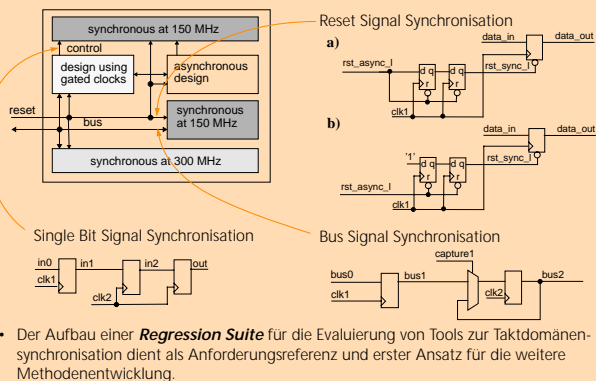 synchronous at 150 MHz
control
design using
gated clocks
asynchronous
design
reset
bus
synchronous
at 150 MHz
synchronous at 300 MHz
Reset Signal Synchronisation
a)
data_in
data_out
rst_async_l
d q
d q
rst_sync_l
r
r
clk1
b)
data_in
data_out
'1'
d q
d q
rst_sync_l
r
r
rst_async_l
clk1
Single Bit Signal Synchronisation
in0
in1
in2
out
clk1
clk2
Bus Signal Synchronisation
capture1
bus0
bus1
bus2
clk1
clk2
• Der Aufbau einer Regression Suite für die Evaluierung von Tools zur Taktdomänen-
synchronisation dient als Anforderungsreferenz und erster Ansatz für die weitere
Methodenentwicklung.